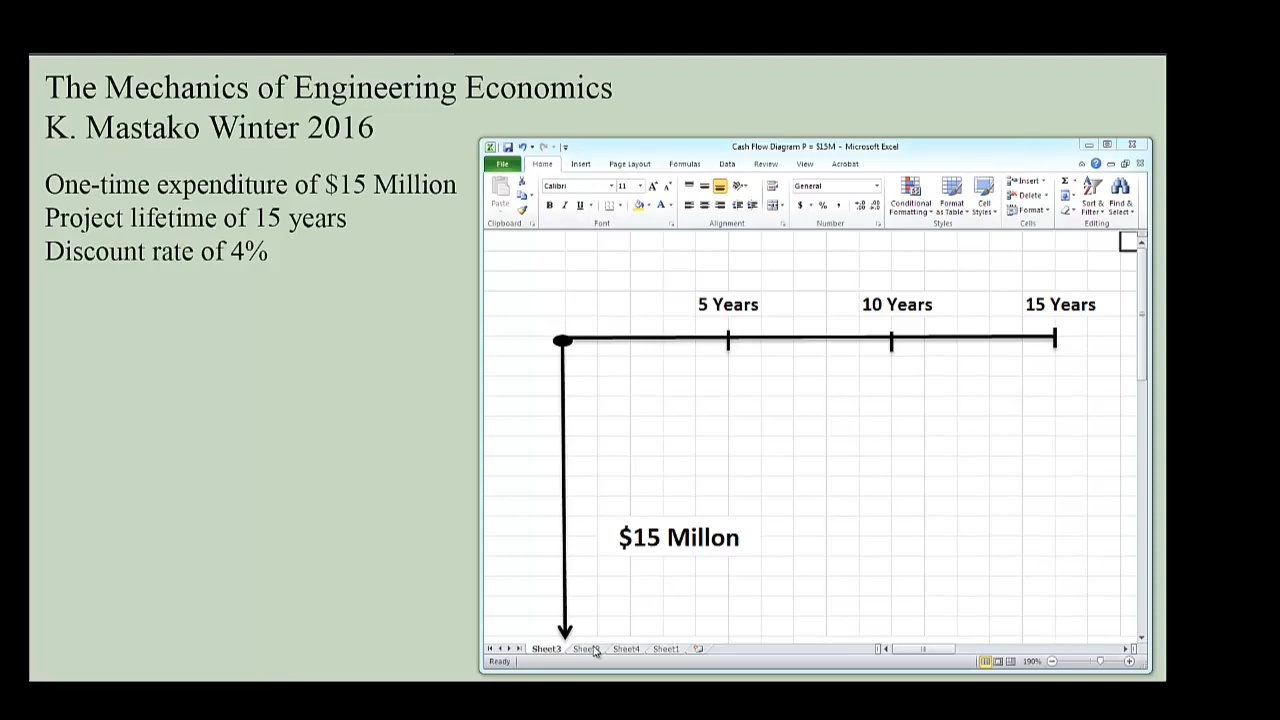 The Mechanics of Engineering Economics
K. Mastako Winter 2016
One-time expenditure of $15 Million
Project lifetime of 15 years
Discount rate of 4%
Cash Flow Diagram P = $15M - Microsoft Excel
File Home Insert Page Layout Formulas Data Review View Acrobat
Paste
Calibri 11
B I U
General
$ % ,
Conditional Formatting
Format as Table
Cell Styles
Insert
Delete
Format
Sort & Filter
Find & Select
Clipboard Font Alignment Number Styles Cells Editing
5 Years 10 Years 15 Years
$15 Millon
Sheet3 Sheet4 Sheet1
Ready 190%